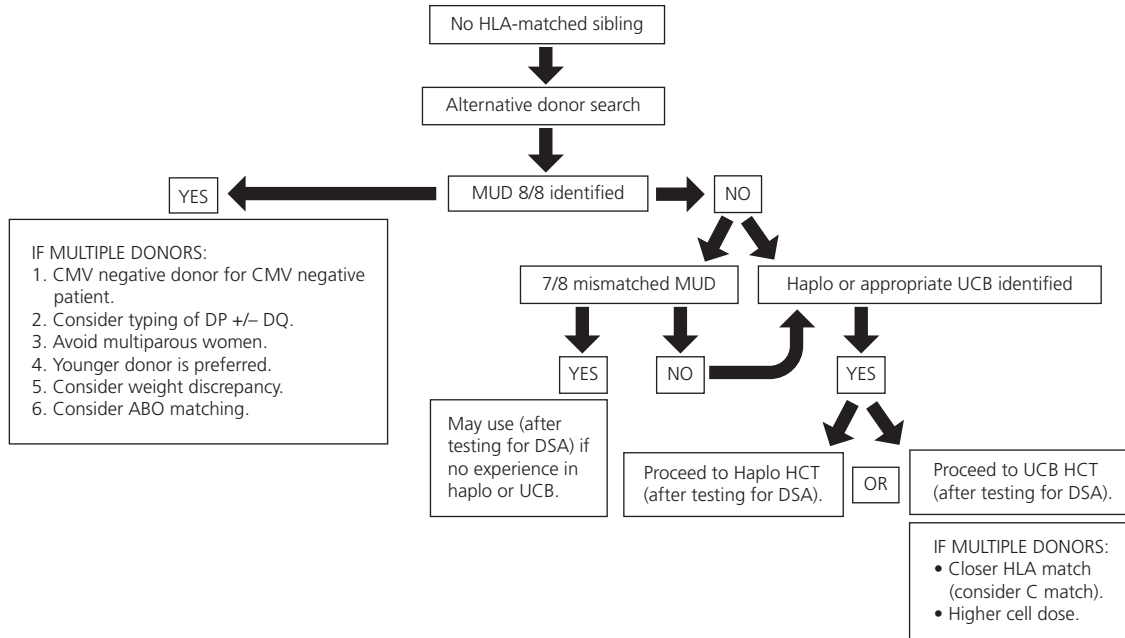 No HLA-matched sibling
Alternative donor search
YES
MUD 8/8 identified
NO
IF MULTIPLE DONORS:
1. CMV negative donor for CMV negative
patient.
2. Consider typing of DP +/– DQ.
3. Avoid multiparous women.
4. Younger donor is preferred.
5. Consider weight discrepancy.
6. Consider ABO matching.
7/8 mismatched MUD
Haplo or appropriate UCB identified
YES
NO
YES
May use (after
testing for DSA) if
no experience in
haplo or UCB.
Proceed to Haplo HCT
(after testing for DSA).
OR
Proceed to UCB HCT
(after testing for DSA).
IF MULTIPLE DONORS:
• Closer HLA match
(consider C match).
• Higher cell dose.